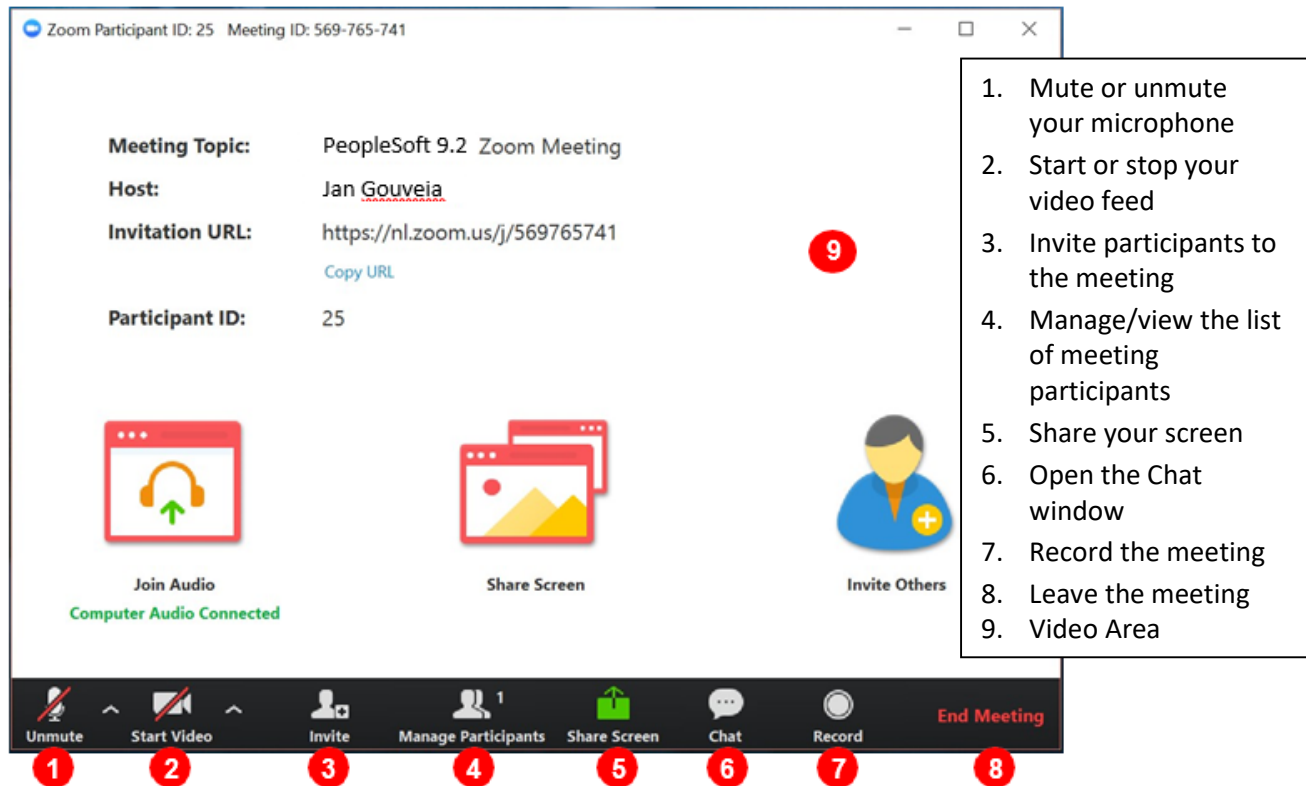 Zoom Participant ID: 25 Meeting ID: 569-765-741
Meeting Topic: PeopleSoft 9.2 Zoom Meeting
Host: Jan Gouveia
Invitation URL: https://nl.zoom.us/j/569765741
Copy URL
Participant ID: 25
9
Join Audio
Computer Audio Connected
Share Screen
Invite Others
1
Unmute
Start Video
Invite
Manage Participants
Share Screen
Chat
Record
End Meeting
1
2
3
4
5
6
7
8
1. Mute or unmute
your microphone
2. Start or stop your
video feed
3. Invite participants to
the meeting
4. Manage/view the list
of meeting
participants
5. Share your screen
6. Open the Chat
window
7. Record the meeting
8. Leave the meeting
9. Video Area